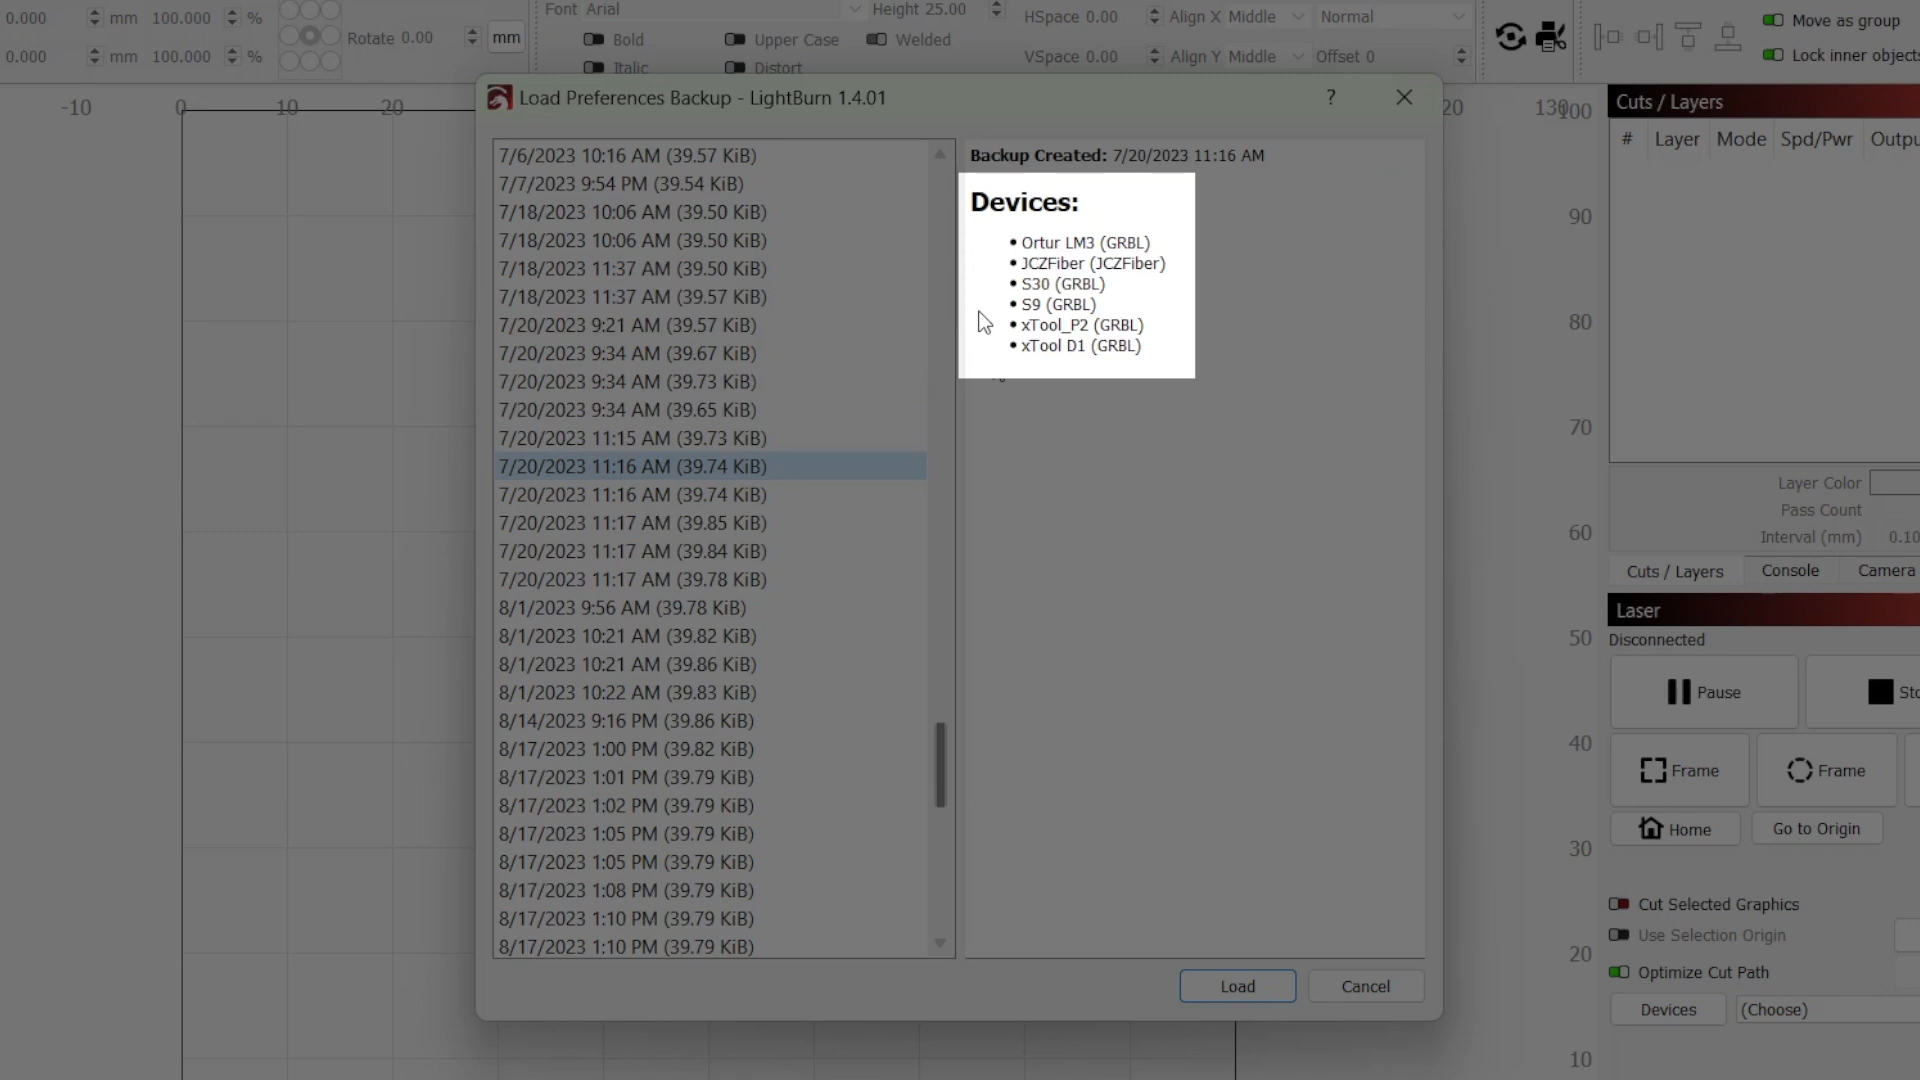 0.000 mm 100.000 %
0.000 mm 100.000 %
Rotate 0.00 mm
Font Arial Height 25.00
Bold Upper Case Welded
Italic Distort
HSpace 0.00 Align X Middle Normal
VSpace 0.00 Align Y Middle Offset 0
Move as group
Lock inner objects
-10 0 10 20 20 130
100
90
80
70
60
50
40
30
20
10
Load Preferences Backup - LightBurn 1.4.01 ?
7/6/2023 10:16 AM (39.57 KiB)
7/7/2023 9:54 PM (39.54 KiB)
7/18/2023 10:06 AM (39.50 KiB)
7/18/2023 10:06 AM (39.50 KiB)
7/18/2023 11:37 AM (39.50 KiB)
7/18/2023 11:37 AM (39.57 KiB)
7/20/2023 9:21 AM (39.57 KiB)
7/20/2023 9:34 AM (39.67 KiB)
7/20/2023 9:34 AM (39.73 KiB)
7/20/2023 9:34 AM (39.65 KiB)
7/20/2023 11:15 AM (39.73 KiB)
7/20/2023 11:16 AM (39.74 KiB)
7/20/2023 11:16 AM (39.74 KiB)
7/20/2023 11:17 AM (39.85 KiB)
7/20/2023 11:17 AM (39.84 KiB)
7/20/2023 11:17 AM (39.78 KiB)
8/1/2023 9:56 AM (39.78 KiB)
8/1/2023 10:21 AM (39.82 KiB)
8/1/2023 10:21 AM (39.86 KiB)
8/1/2023 10:22 AM (39.83 KiB)
8/14/2023 9:16 PM (39.86 KiB)
8/17/2023 1:00 PM (39.82 KiB)
8/17/2023 1:01 PM (39.79 KiB)
8/17/2023 1:02 PM (39.79 KiB)
8/17/2023 1:05 PM (39.79 KiB)
8/17/2023 1:05 PM (39.79 KiB)
8/17/2023 1:08 PM (39.79 KiB)
8/17/2023 1:10 PM (39.79 KiB)
8/17/2023 1:10 PM (39.79 KiB)
Backup Created: 7/20/2023 11:16 AM
Devices:
• Ortur LM3 (GRBL)
• JCZFiber (JCZFiber)
• S30 (GRBL)
• S9 (GRBL)
• xTool_P2 (GRBL)
• xTool D1 (GRBL)
Load Cancel
Cuts / Layers
# Layer Mode Spd/Pwr Outpu
Layer Color
Pass Count
Interval (mm) 0.10
Cuts / Layers Console Camera
Laser
Disconnected
Pause Sto
Frame Frame
Home Go to Origin
Cut Selected Graphics
Use Selection Origin
Optimize Cut Path
Devices (Choose)